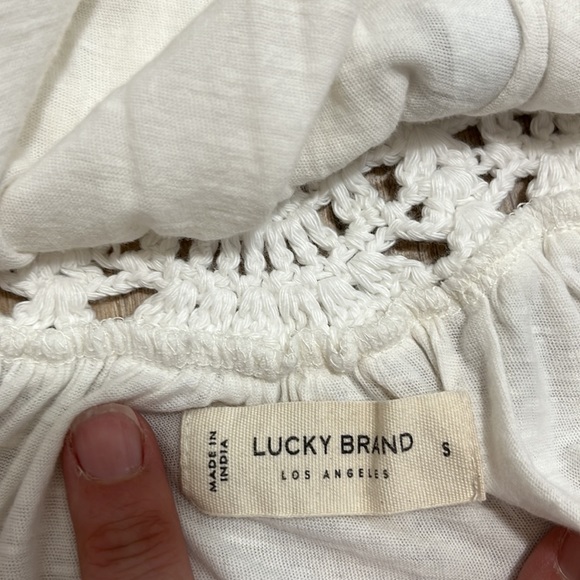 MADE IN
INDIA
LUCKY BRAND
LOS ANGELES
S